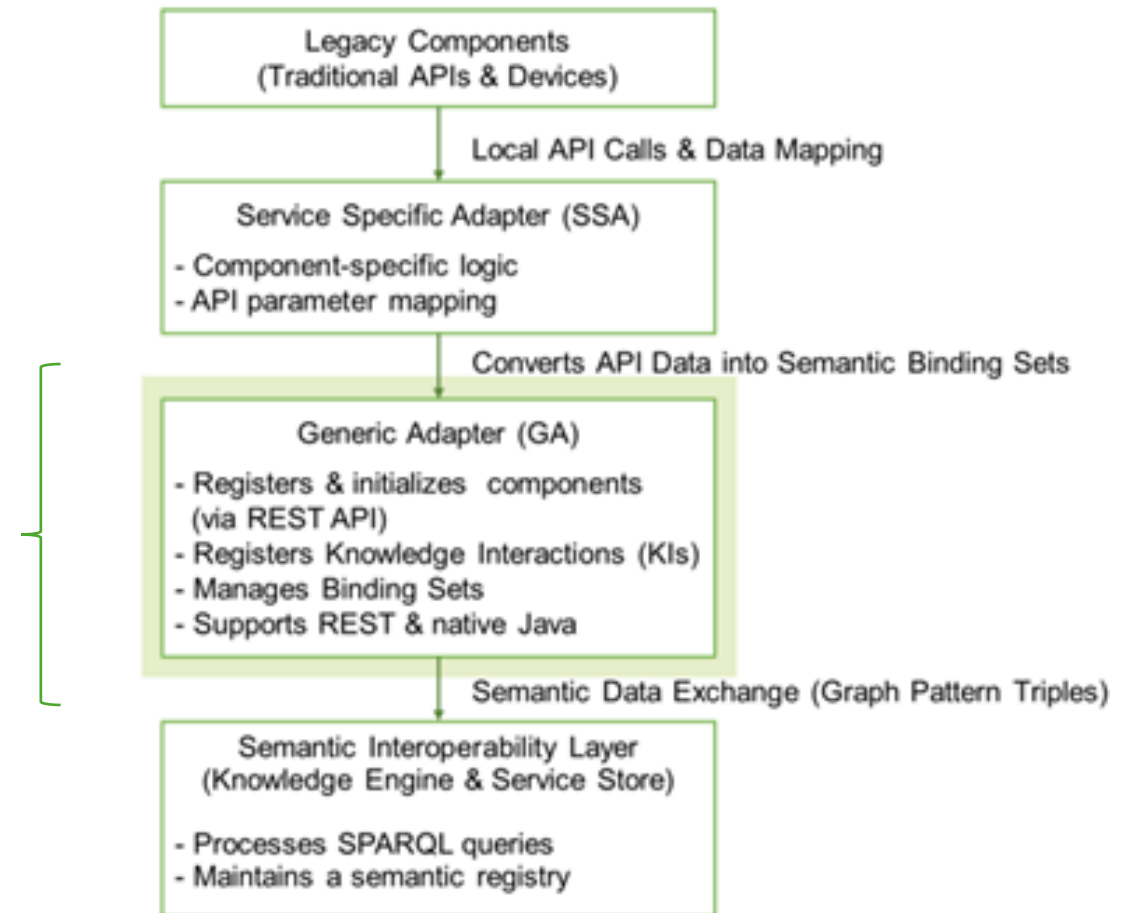 Legacy Components
(Traditional APIs & Devices)
Local API Calls & Data Mapping
Service Specific Adapter (SSA)
- Component-specific logic
- API parameter mapping
Converts API Data into Semantic Binding Sets
Generic Adapter (GA)
- Registers & initializes components
(via REST API)
- Registers Knowledge Interactions (KIs)
- Manages Binding Sets
- Supports REST & native Java
Semantic Data Exchange (Graph Pattern Triples)
Semantic Interoperability Layer
(Knowledge Engine & Service Store)
- Processes SPARQL queries
- Maintains a semantic registry